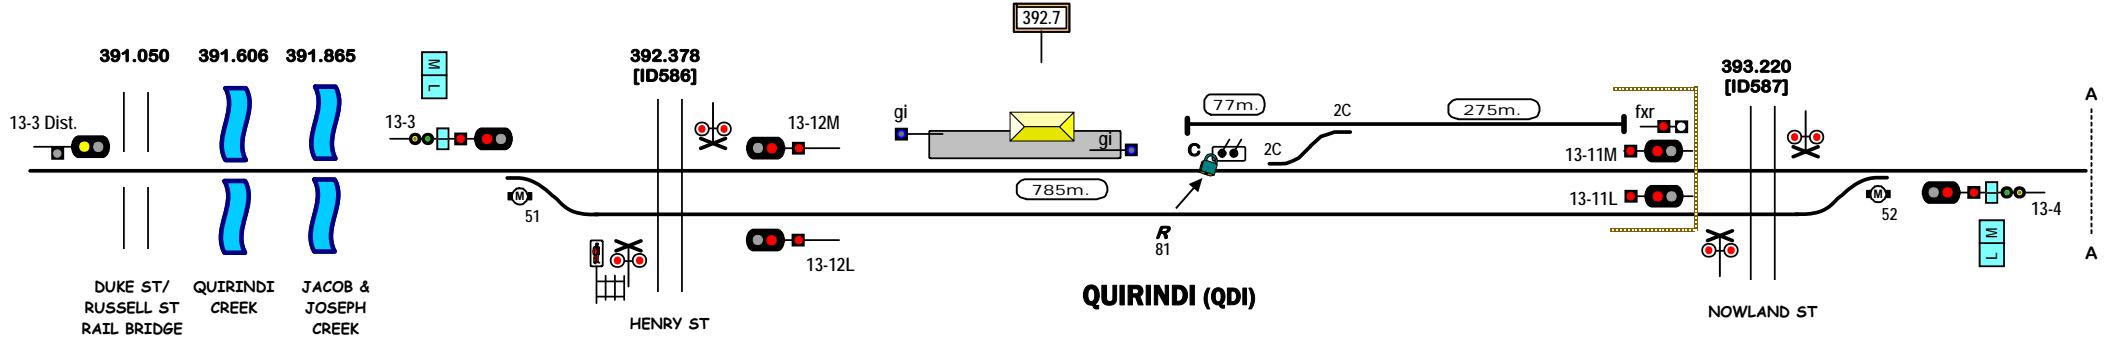 392.7
391.050
391.606
391.865
M L
392.378
[ID586]
393.220
[ID587]
13-3 Dist.
13-3
13-12M
gi
gi
77m.
2C
275m.
fxr
A
C
2C
13-11M
785m.
13-11L
M
51
M
52
13-4
R
81
13-12L
M L
A
DUKE ST/
RUSSELL ST
RAIL BRIDGE
QUIRINDI
CREEK
JACOB &
JOSEPH
CREEK
HENRY ST
QUIRINDI (QDI)
NOWLAND ST